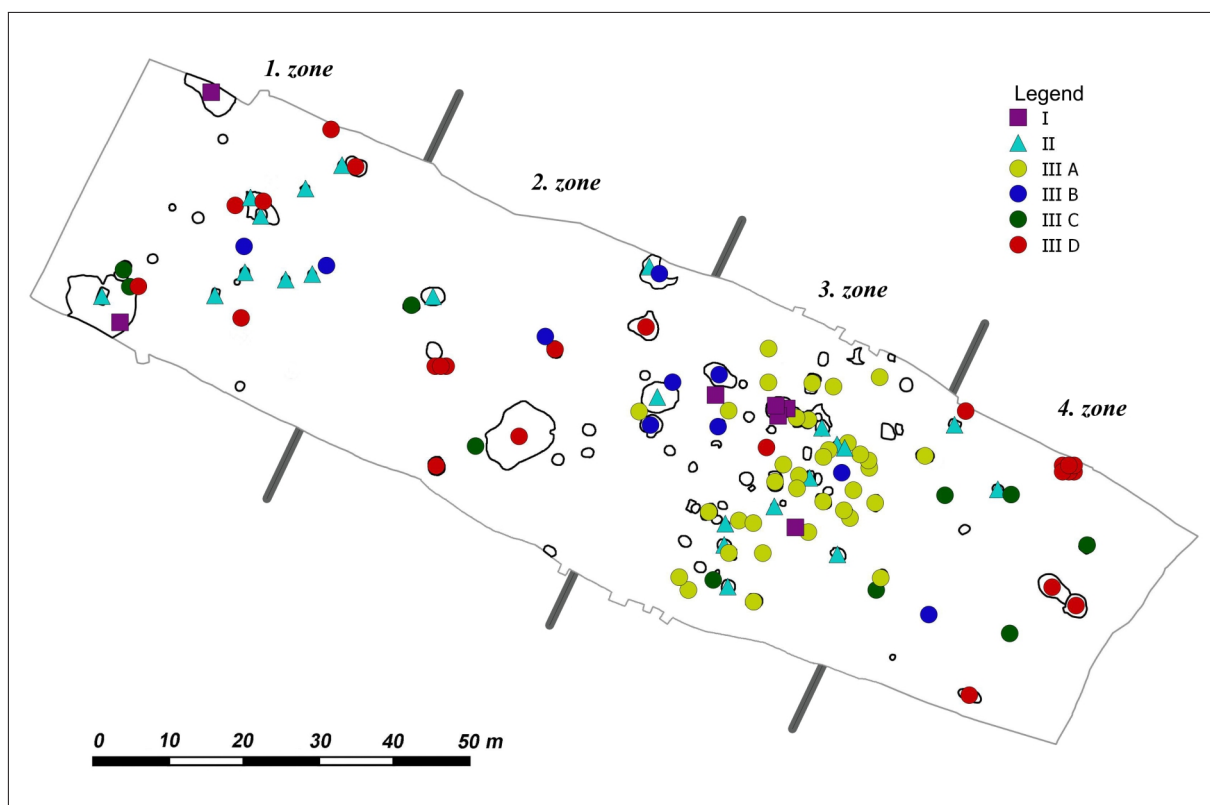 1. zone
2. zone
3. zone
4. zone
Legend
I
II
III A
III B
III C
III D
0 10 20 30 40 50 m